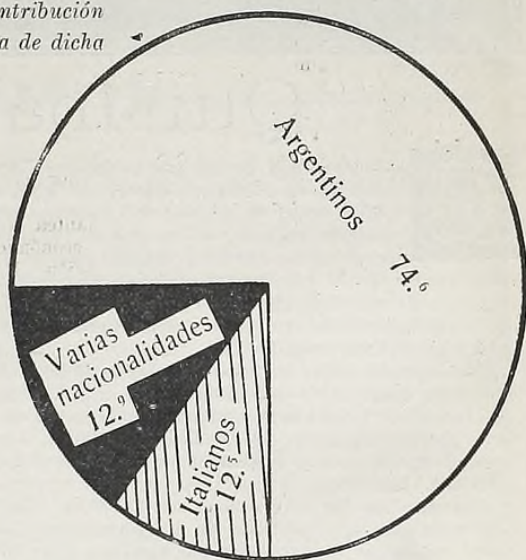 ntribución
a de dicha
Argentinos 74.6
Varias
nacionalidades
12.9
Italianos
12.5